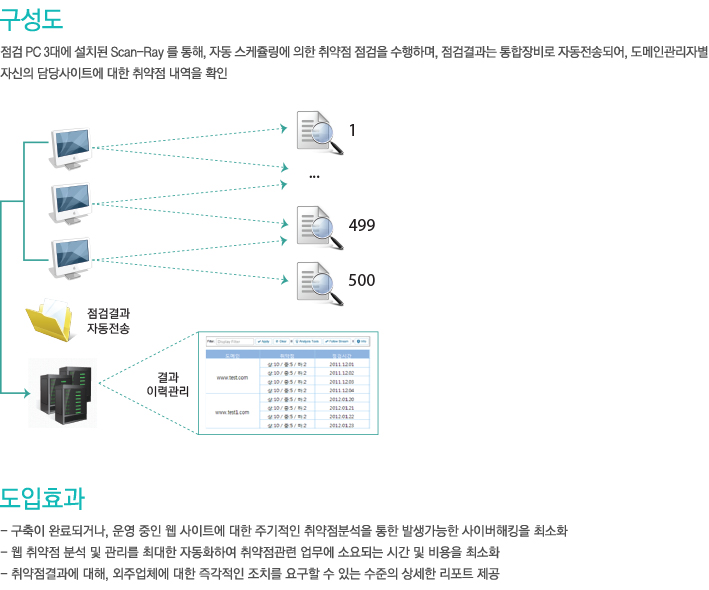 구성도
점검 PC 3대에 설치된 Scan-Ray 를 통해, 자동 스케쥴링에 의한 취약점 점검을 수행하며, 점검결과는 통합장비로 자동전송되어, 도메인관리자별
자신의 담당사이트에 대한 취약점 내역을 확인
1
...
499
500
점검결과
자동전송
결과
이력관리
Filter:
도메인 취약점 점검시간
www.test.com
상:10 / 중:5 / 하:2 2011.12.01
상:10 / 중:5 / 하:2 2011.12.02
상:10 / 중:5 / 하:2 2011.12.03
상:10 / 중:5 / 하:2 2011.12.04
www.test1.com
상:10 / 중:5 / 하:2 2012.01.20
상:10 / 중:5 / 하:2 2012.01.21
상:10 / 중:5 / 하:2 2012.01.22
상:10 / 중:5 / 하:2 2012.01.23
도입효과
- 구축이 완료되거나, 운영 중인 웹 사이트에 대한 주기적인 취약점분석을 통한 발생가능한 사이버해킹을 최소화
- 웹 취약점 분석 및 관리를 최대한 자동화하여 취약점관련 업무에 소요되는 시간 및 비용을 최소화
- 취약점결과에 대해, 외주업체에 대한 즉각적인 조치를 요구할 수 있는 수준의 상세한 리포트 제공